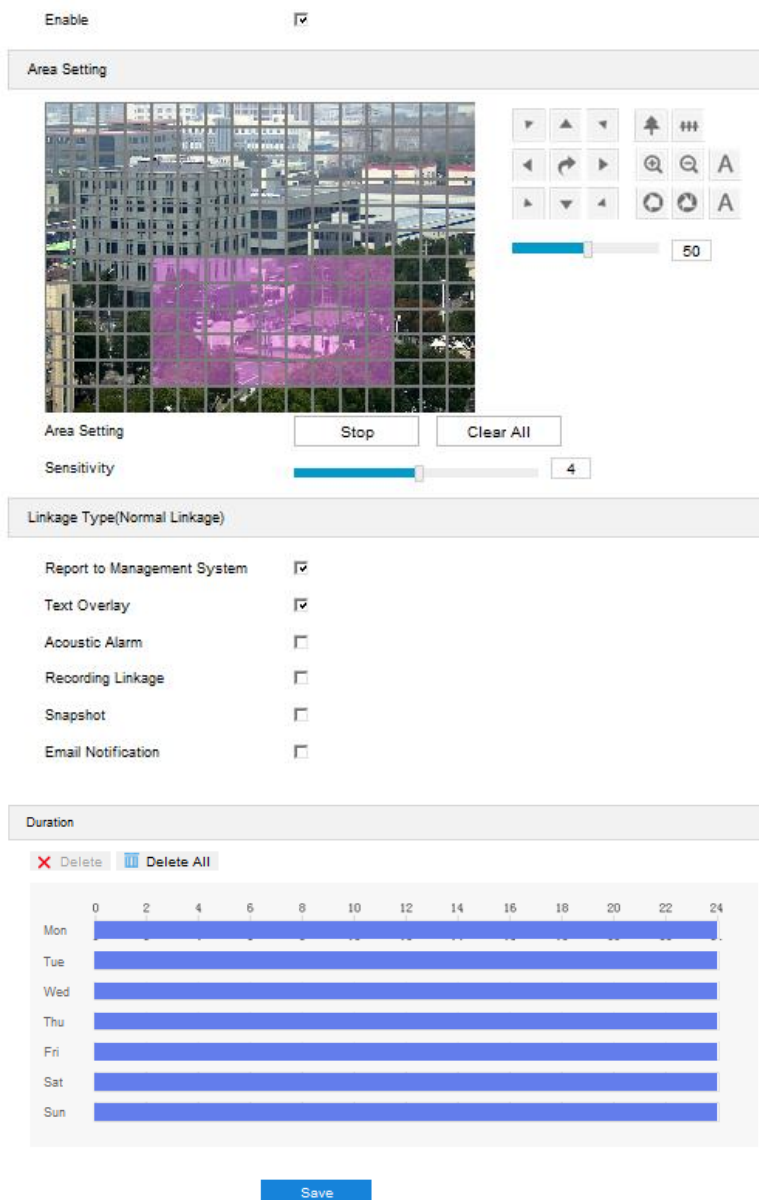 Enable
Area Setting
A
A
50
Area Setting Stop Clear All
Sensitivity 4
Linkage Type(Normal Linkage)
Report to Management System
Text Overlay
Acoustic Alarm
Recording Linkage
Snapshot
Email Notification
Duration
Delete Delete All
0 2 4 6 8 10 12 14 16 18 20 22 24
Mon
Tue
Wed
Thu
Fri
Sat
Sun
Save